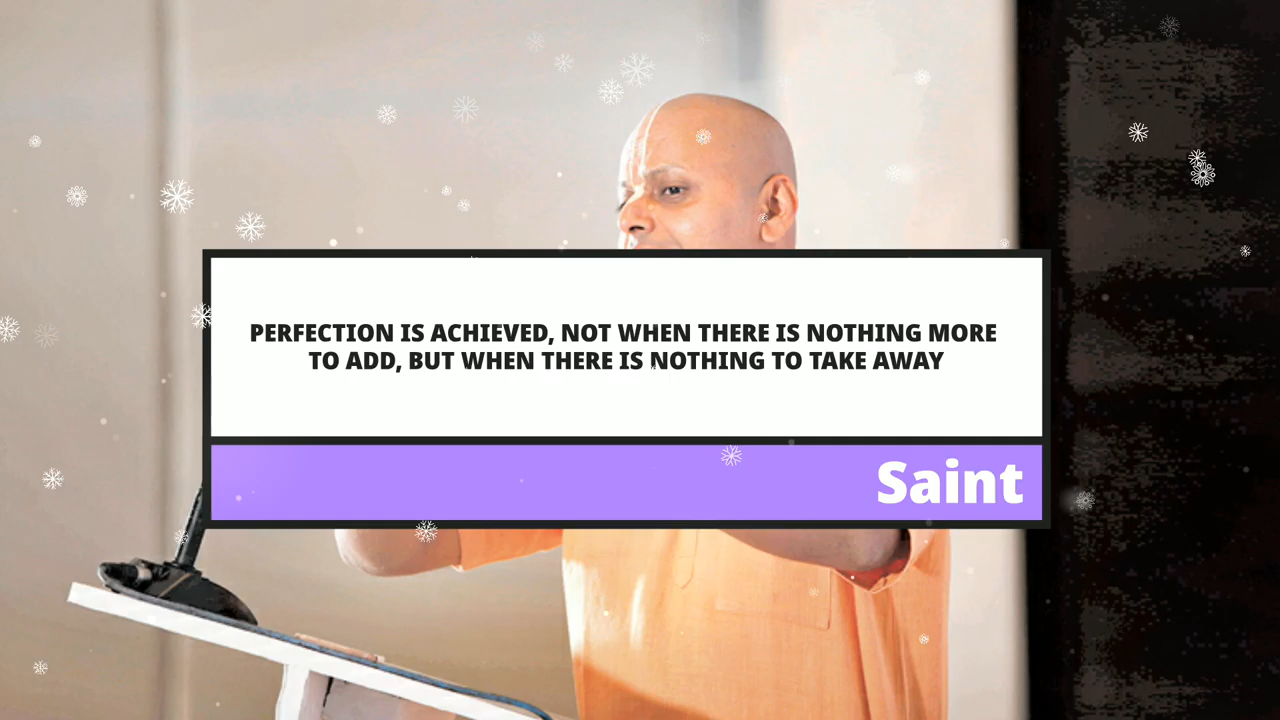 PERFECTION IS ACHIEVED, NOT WHEN THERE IS NOTHING MORE
TO ADD, BUT WHEN THERE IS NOTHING TO TAKE AWAY
Saint